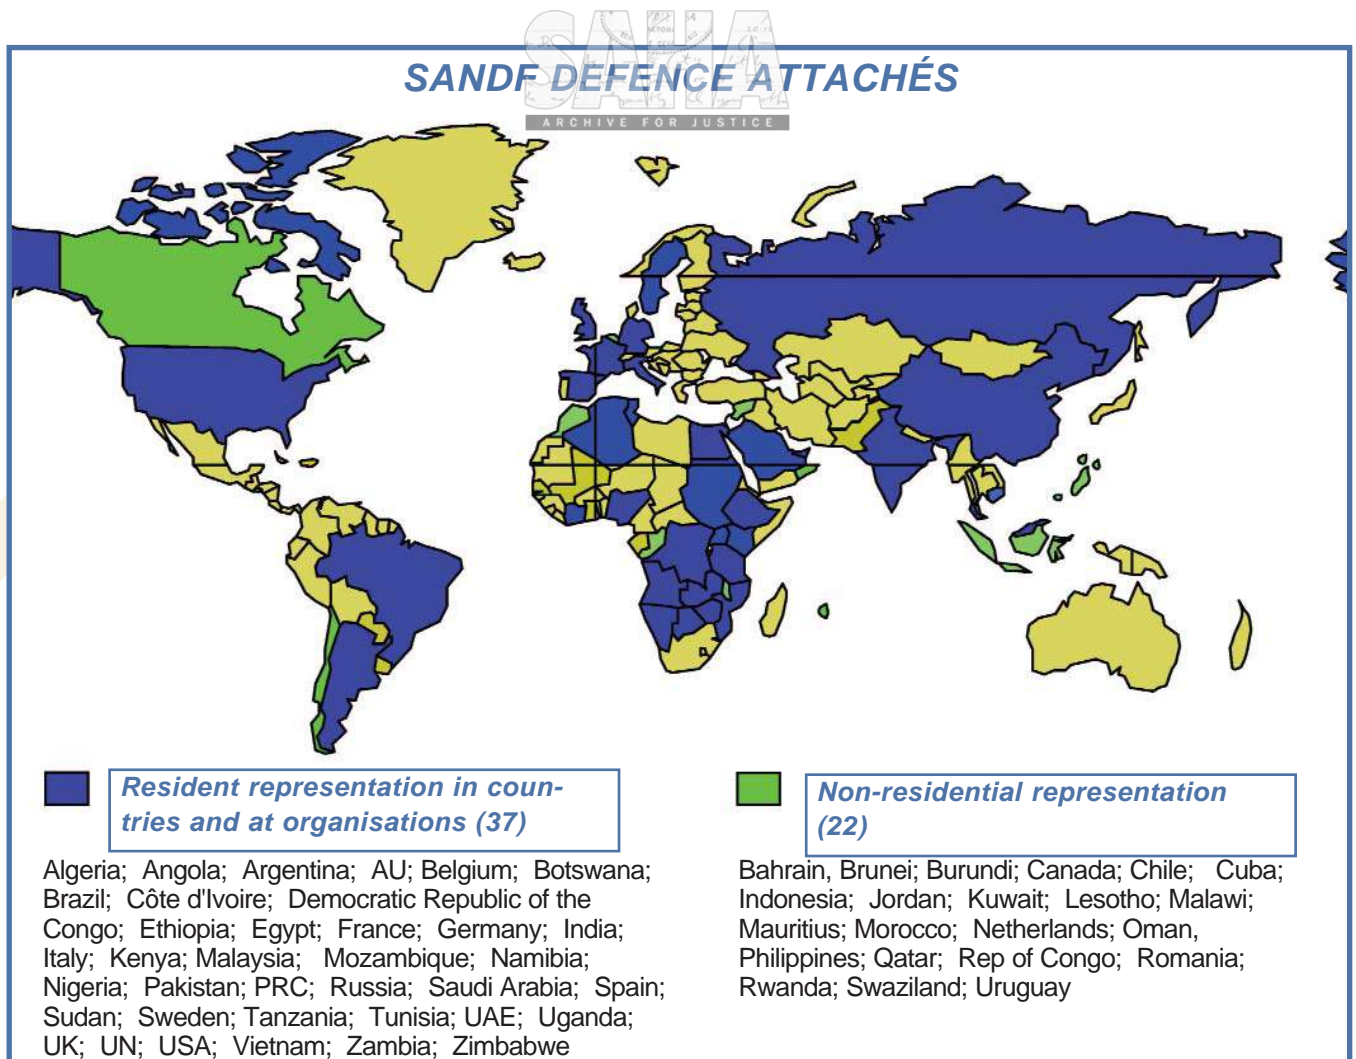 SAHA
ARCHIVE FOR JUSTICE
SANDF DEFENCE ATTACHÉS
Resident representation in coun-
tries and at organisations (37)
Algeria; Angola; Argentina; AU; Belgium; Botswana;
Brazil; Côte d'Ivoire; Democratic Republic of the
Congo; Ethiopia; Egypt; France; Germany; India;
Italy; Kenya; Malaysia; Mozambique; Namibia;
Nigeria; Pakistan; PRC; Russia; Saudi Arabia; Spain;
Sudan; Sweden; Tanzania; Tunisia; UAE; Uganda;
UK; UN; USA; Vietnam; Zambia; Zimbabwe
Non-residential representation
(22)
Bahrain, Brunei; Burundi; Canada; Chile; Cuba;
Indonesia; Jordan; Kuwait; Lesotho; Malawi;
Mauritius; Morocco; Netherlands; Oman,
Philippines; Qatar; Rep of Congo; Romania;
Rwanda; Swaziland; Uruguay